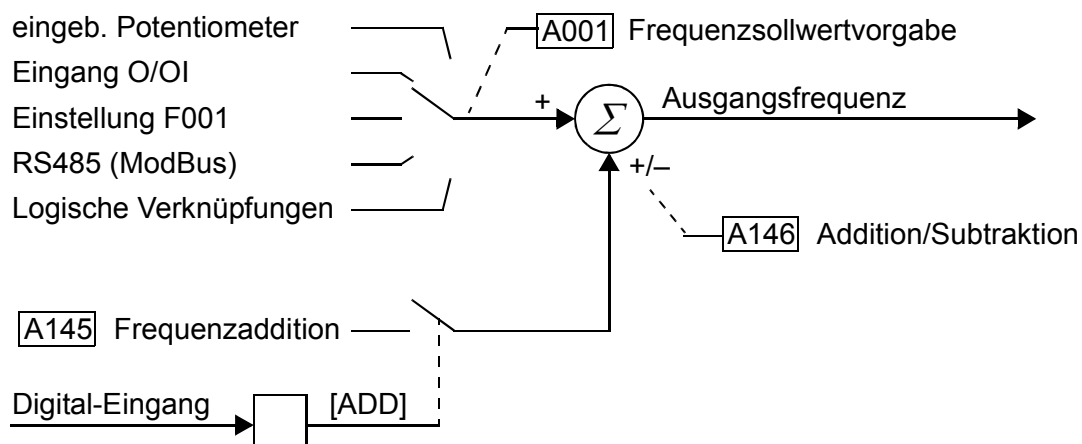 eingeb. Potentiometer
A001 Frequenzsollwertvorgabe
Eingang O/OI
Einstellung F001
+
Σ
Ausgangsfrequenz
RS485 (ModBus)
+/–
Logische Verknüpfungen
A146 Addition/Subtraktion
A145 Frequenzaddition
Digital-Eingang
[ADD]